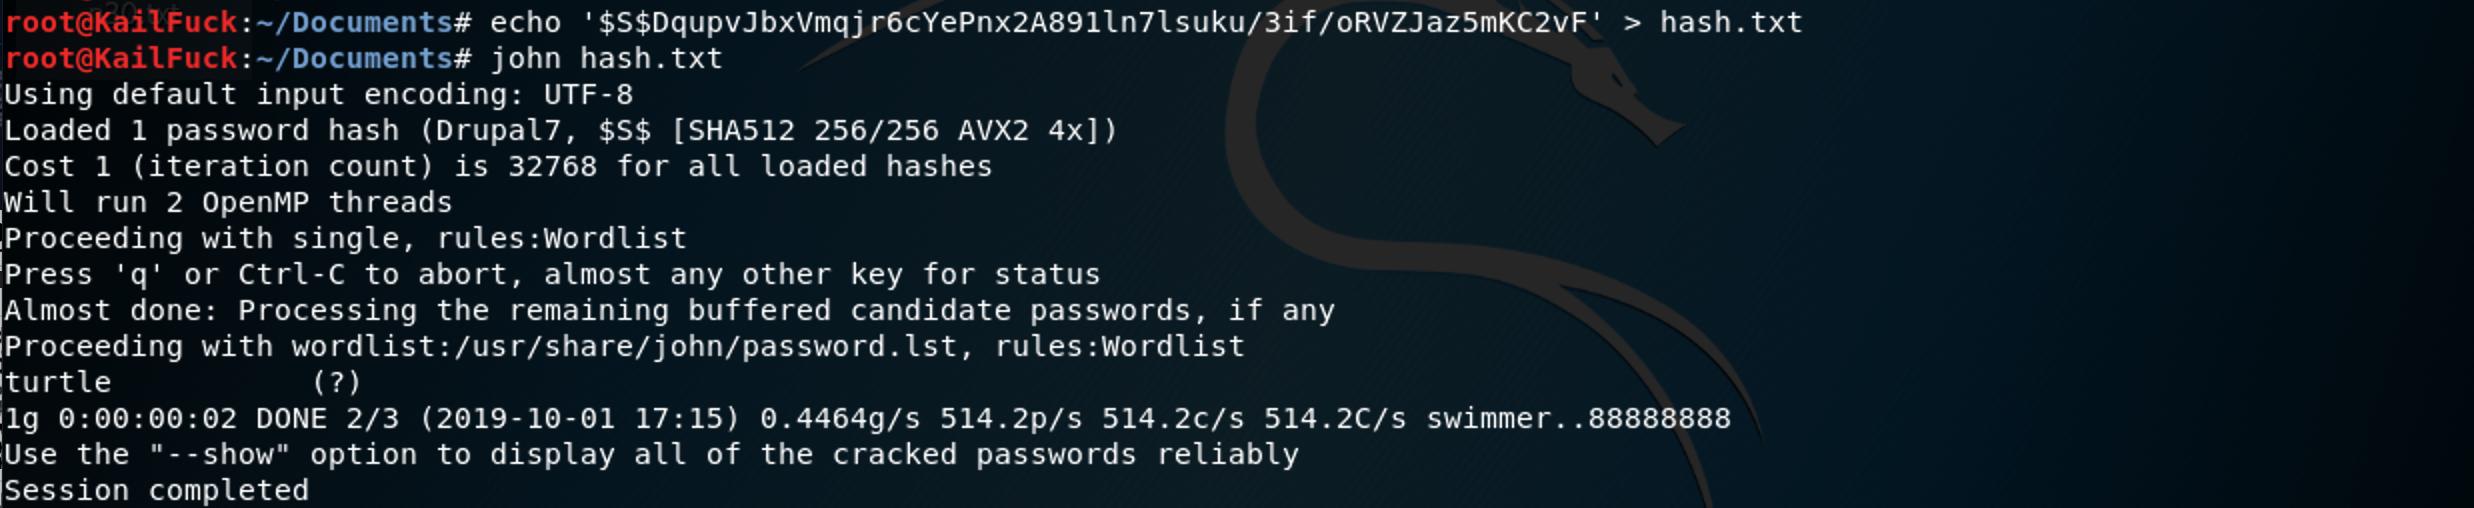 root@KailFuck:~/Documents# echo '$S$DqupvJbxVmqjr6cYePnx2A891ln7lsuku/3if/oRVZJaz5mKC2vF' > hash.txt
root@KailFuck:~/Documents# john hash.txt
Using default input encoding: UTF-8
Loaded 1 password hash (Drupal7, $S$ [SHA512 256/256 AVX2 4x])
Cost 1 (iteration count) is 32768 for all loaded hashes
Will run 2 OpenMP threads
Proceeding with single, rules:Wordlist
Press 'q' or Ctrl-C to abort, almost any other key for status
Almost done: Processing the remaining buffered candidate passwords, if any
Proceeding with wordlist:/usr/share/john/password.lst, rules:Wordlist
turtle           (?)
1g 0:00:00:02 DONE 2/3 (2019-10-01 17:15) 0.4464g/s 514.2p/s 514.2c/s 514.2C/s swimmer..88888888
Use the "--show" option to display all of the cracked passwords reliably
Session completed